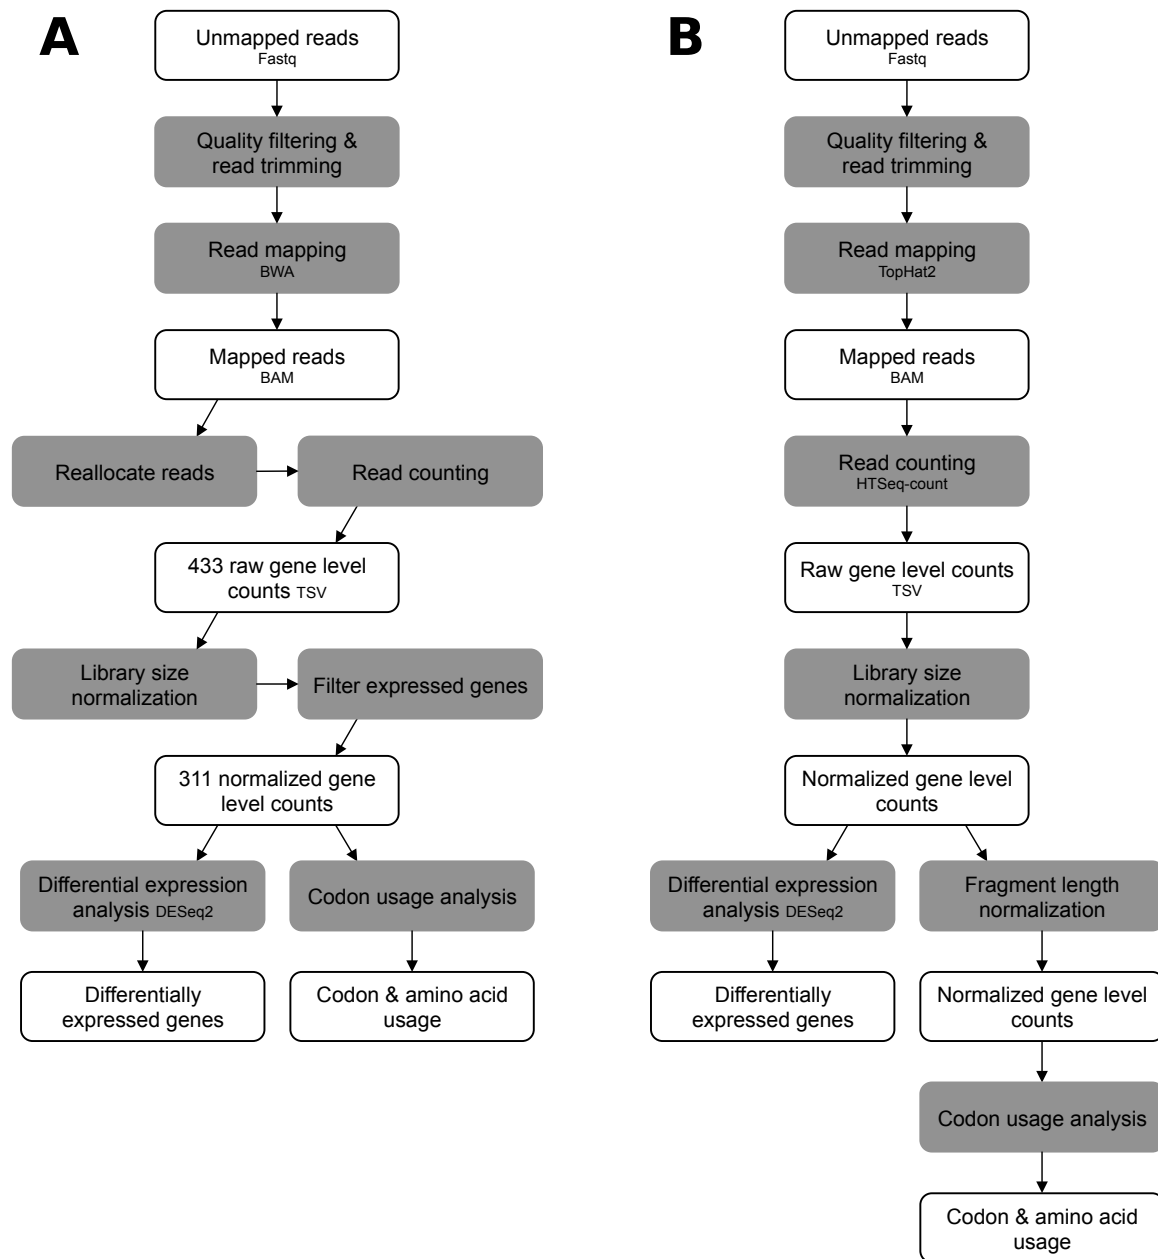 A
Unmapped reads
Fastq
Quality filtering &
read trimming
Read mapping
BWA
Mapped reads
BAM
Reallocate reads
Read counting
433 raw gene level
counts TSV
Library size
normalization
Filter expressed genes
311 normalized gene
level counts
Differential expression
analysis DESeq2
Codon usage analysis
Differentially
expressed genes
Codon & amino acid
usage
B
Unmapped reads
Fastq
Quality filtering &
read trimming
Read mapping
TopHat2
Mapped reads
BAM
Read counting
HTSeq-count
Raw gene level counts
TSV
Library size
normalization
Normalized gene level
counts
Differential expression
analysis DESeq2
Fragment length
normalization
Differentially
expressed genes
Normalized gene level
counts
Codon usage analysis
Codon & amino acid
usage